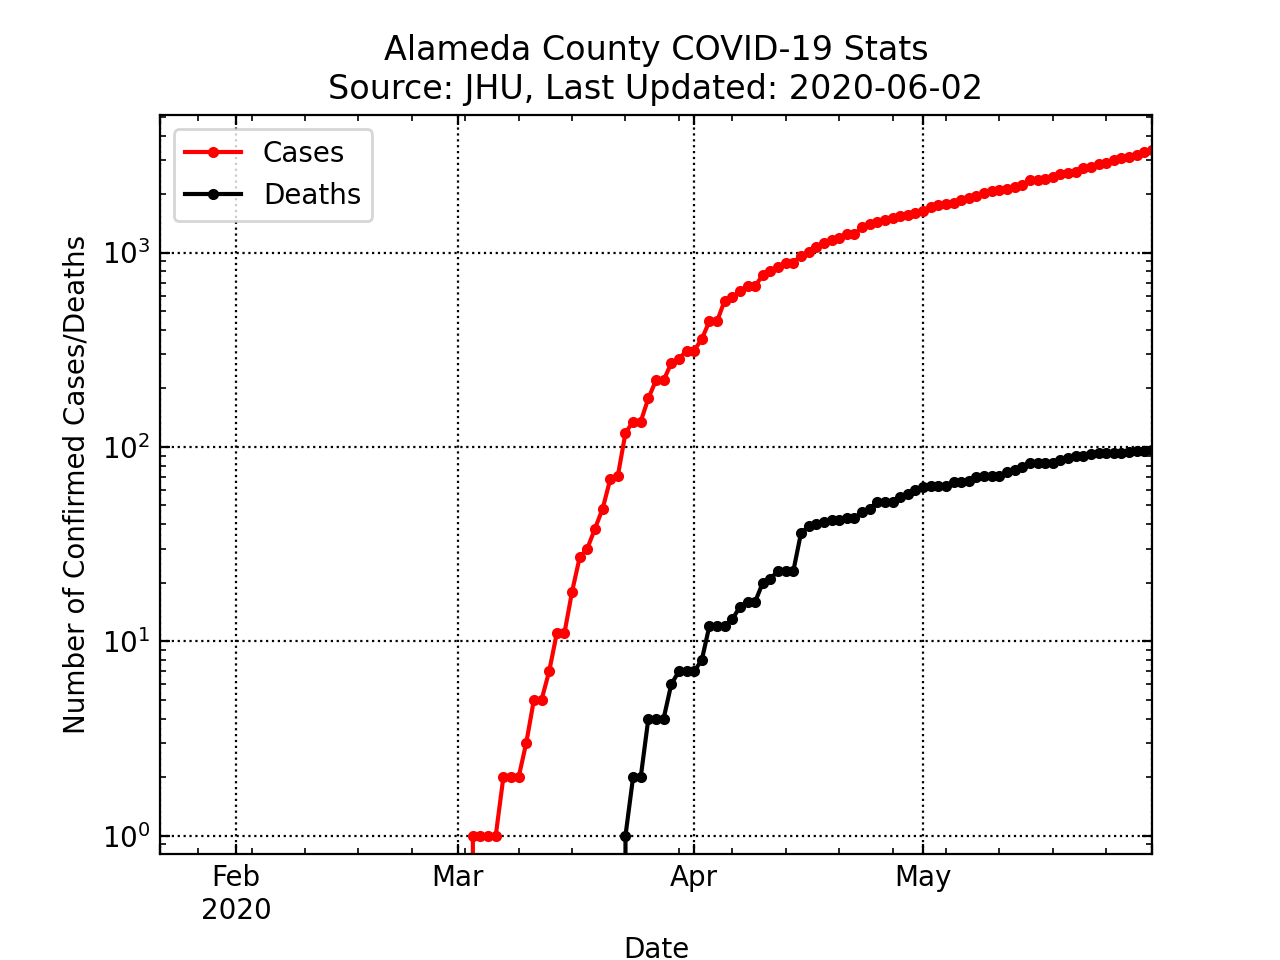 Alameda County COVID-19 Stats
Source: JHU, Last Updated: 2020-06-02
Cases
Deaths
Number of Confirmed Cases/Deaths
10³
10²
10¹
10⁰
Feb
2020
Mar
Apr
May
Date